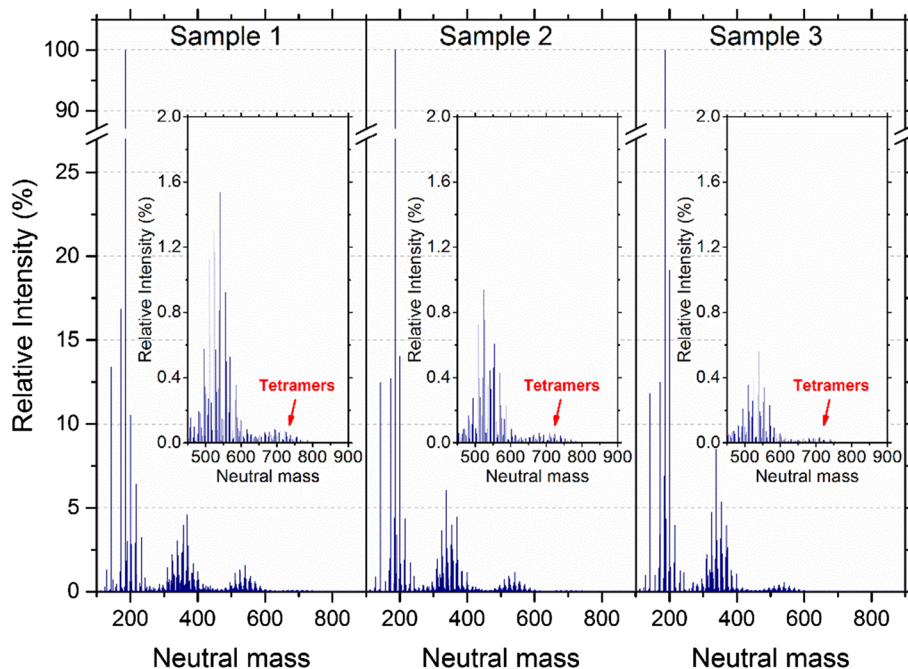 Sample 1
Sample 2
Sample 3
Relative Intensity (%)
100
90
25
20
15
10
5
0
2.0
1.6
1.2
0.8
0.4
0.0
Relative Intensity (%)
Tetramers
500 600 700 800 900
Neutral mass
2.0
1.6
1.2
0.8
0.4
0.0
Relative Intensity (%)
Tetramers
500 600 700 800 900
Neutral mass
2.0
1.6
1.2
0.8
0.4
0.0
Relative Intensity (%)
Tetramers
500 600 700 800 900
Neutral mass
200 400 600 800
200 400 600 800
200 400 600 800
Neutral mass
Neutral mass
Neutral mass